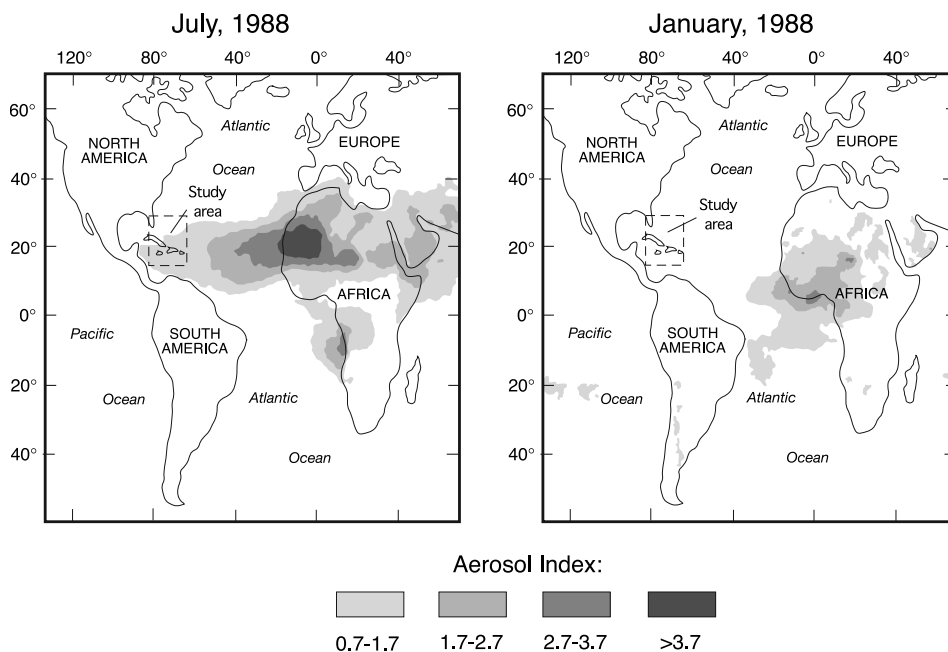 July, 1988
120° 80° 40° 0° 40°
60°
40°
20°
0°
20°
40°
NORTH
AMERICA
Atlantic
Ocean
EUROPE
Study
area
AFRICA
Pacific
SOUTH
AMERICA
Ocean
Atlantic
Ocean
January, 1988
120° 80° 40° 0° 40°
60°
40°
20°
0°
20°
40°
NORTH
AMERICA
Atlantic
Ocean
EUROPE
Study
area
AFRICA
Pacific
SOUTH
AMERICA
Ocean
Atlantic
Ocean
Aerosol Index:
0.7-1.7 1.7-2.7 2.7-3.7 >3.7